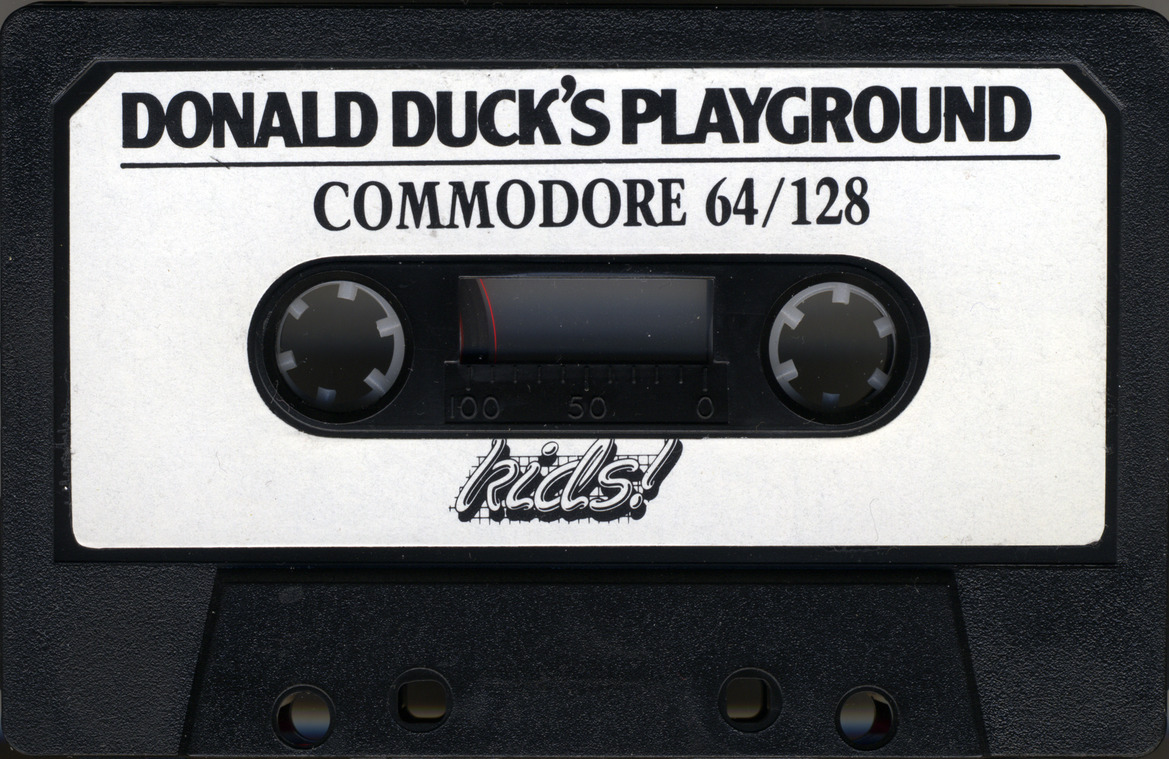 DONALD DUCK'S PLAYGROUND
COMMODORE 64/128
100 50 0
kids!